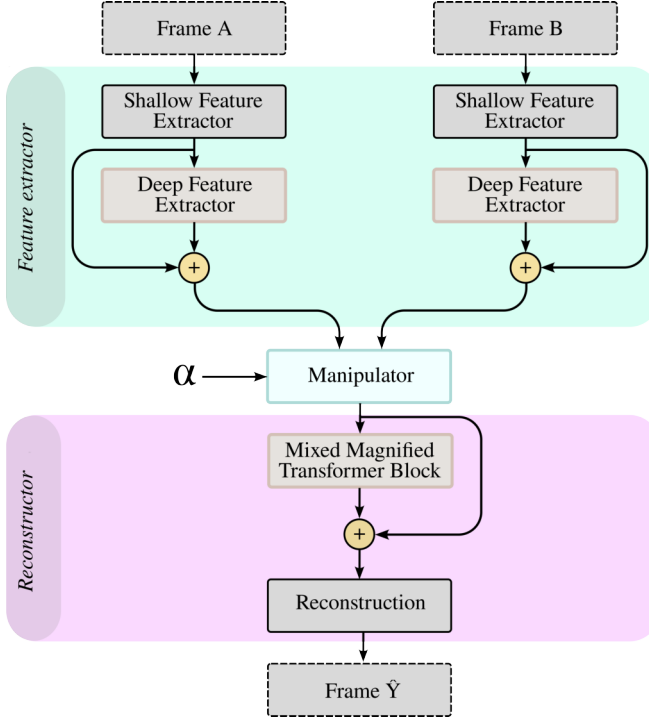 Frame A
Frame B
Feature extractor
Shallow Feature
Extractor
Shallow Feature
Extractor
Deep Feature
Extractor
Deep Feature
Extractor
+
+
α
Manipulator
Reconstructor
Mixed Magnified
Transformer Block
+
Reconstruction
Frame Ŷ